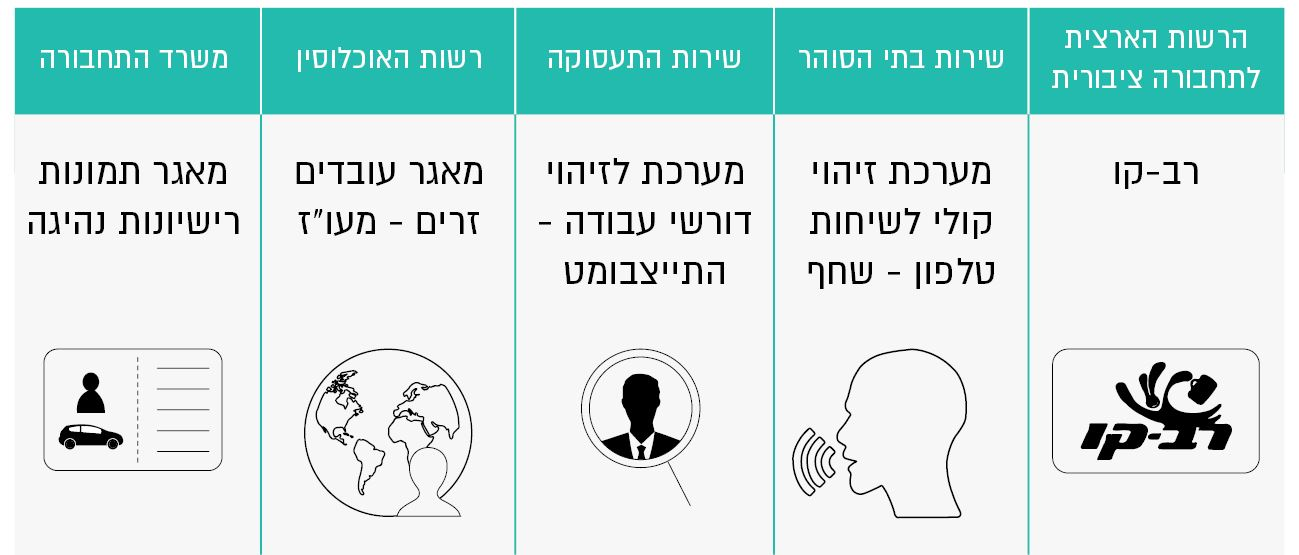 הרשות הארצית
לתחבורה ציבורית
שירות בתי הסוהר
שירות התעסוקה
רשות האוכלוסין
משרד התחבורה
רב-קו
מערכת זיהוי
קולי לשיחות
טלפון - שחף
מערכת לזיהוי
דורשי עבודה -
התייצבומט
מאגר עובדים
זרים - מעו"ז
מאגר תמונות
רישיונות נהיגה
רב-קו